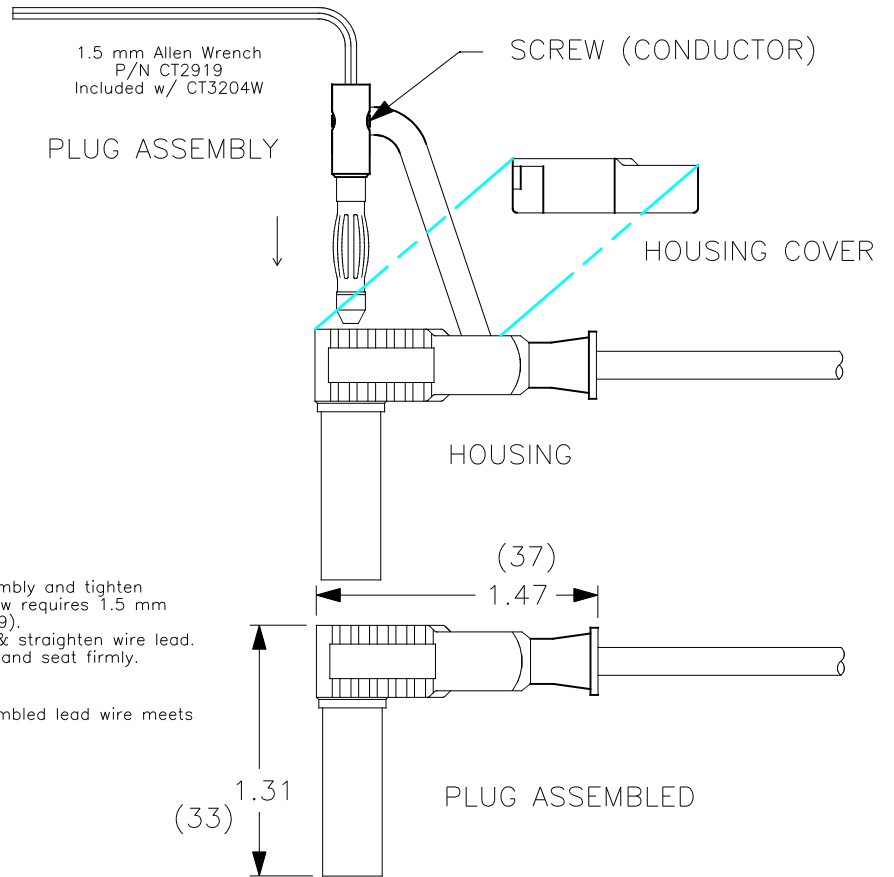 1.5 mm Allen Wrench
P/N CT2919
Included w/ CT3204W
SCREW (CONDUCTOR)
PLUG ASSEMBLY
HOUSING COVER
HOUSING
(37)
1.47
and tighten
requires 1.5 mm
9).
& straighten wire lead.
and seat firmly.
lead wire meets
1.31
(33)
PLUG ASSEMBLED